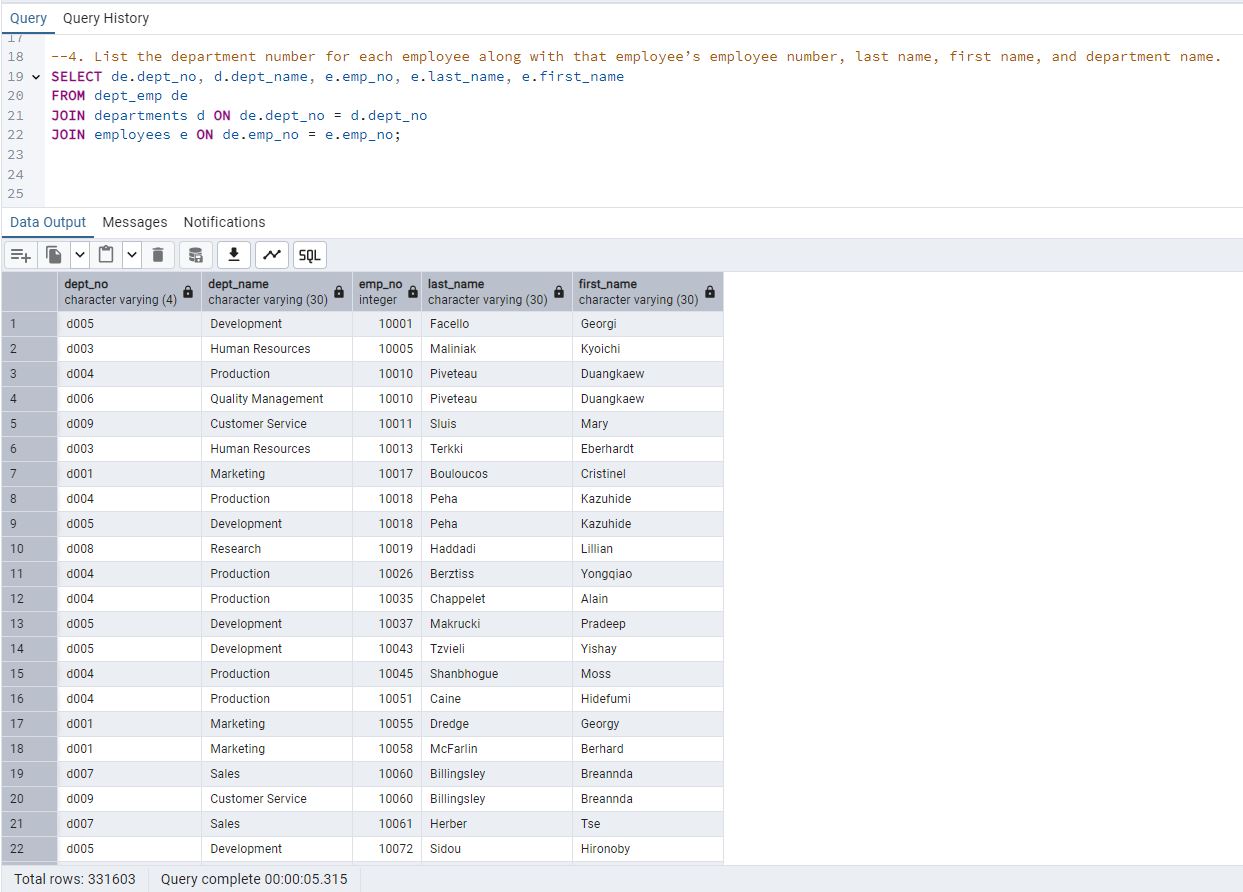 Query Query History
17
18 --4. List the department number for each employee along with that employee’s employee number, last name, first name, and department name.
19 SELECT de.dept_no, d.dept_name, e.emp_no, e.last_name, e.first_name
20 FROM dept_emp de
21 JOIN departments d ON de.dept_no = d.dept_no
22 JOIN employees e ON de.emp_no = e.emp_no;
23
24
25
Data Output Messages Notifications
SQL
dept_no dept_name emp_no last_name first_name
character varying (4) character varying (30) integer character varying (30) character varying (30)
1 d005 Development 10001 Facello Georgi
2 d003 Human Resources 10005 Maliniak Kyoichi
3 d004 Production 10010 Piveteau Duangkaew
4 d006 Quality Management 10010 Piveteau Duangkaew
5 d009 Customer Service 10011 Sluis Mary
6 d003 Human Resources 10013 Terkki Eberhardt
7 d001 Marketing 10017 Bouloucos Cristinel
8 d004 Production 10018 Peha Kazuhide
9 d005 Development 10018 Peha Kazuhide
10 d008 Research 10019 Haddadi Lillian
11 d004 Production 10026 Berztiss Yongqiao
12 d004 Production 10035 Chappelet Alain
13 d005 Development 10037 Makrucki Pradeep
14 d005 Development 10043 Tzvieli Yishay
15 d004 Production 10045 Shanbhogue Moss
16 d004 Production 10051 Caine Hidefumi
17 d001 Marketing 10055 Dredge Georgy
18 d001 Marketing 10058 McFarlin Berhard
19 d007 Sales 10060 Billingsley Breannda
20 d009 Customer Service 10060 Billingsley Breannda
21 d007 Sales 10061 Herber Tse
22 d005 Development 10072 Sidou Hironoby
Total rows: 331603 Query complete 00:00:05.315